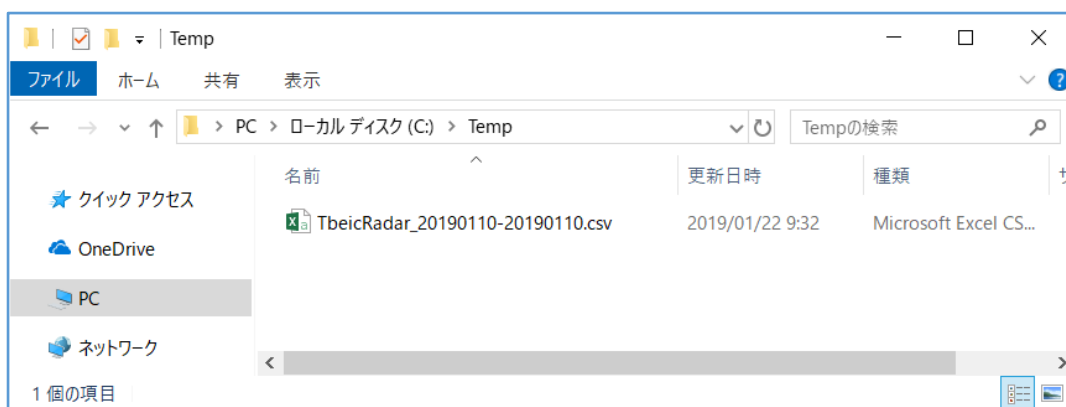 Temp
ファイル ホーム 共有 表示
PC > ローカル ディスク (C:) > Temp Tempの検索
名前 更新日時 種類 サ
クイック アクセス
TbeicRadar_20190110-20190110.csv 2019/01/22 9:32 Microsoft Excel CS...
OneDrive
PC
ネットワーク
1 個の項目